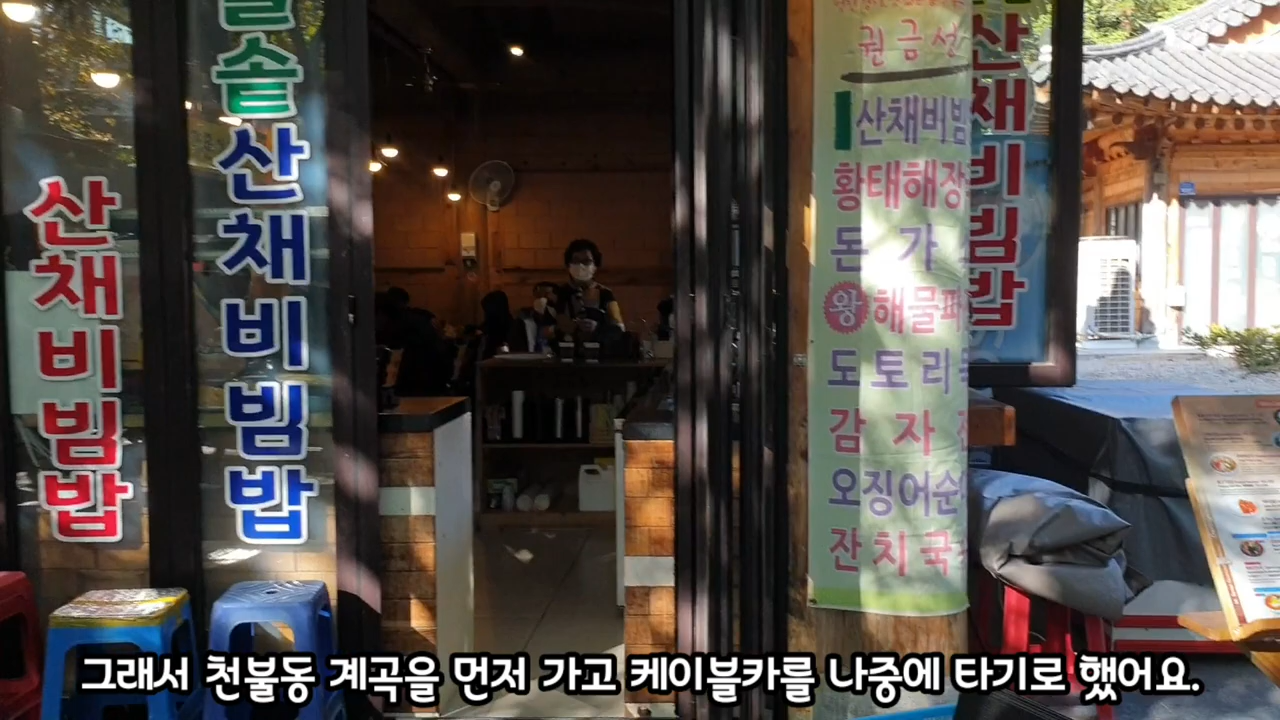 산채비빔밥
솔 산채비빔밥
권금선
산채비빔
황태해장
돈가
왕해물파
도토리
감자
오징어순
잔치국
산채비빔밥
그래서 천불동 계곡을 먼저 가고 케이블카를 나중에 타기로 했어요.